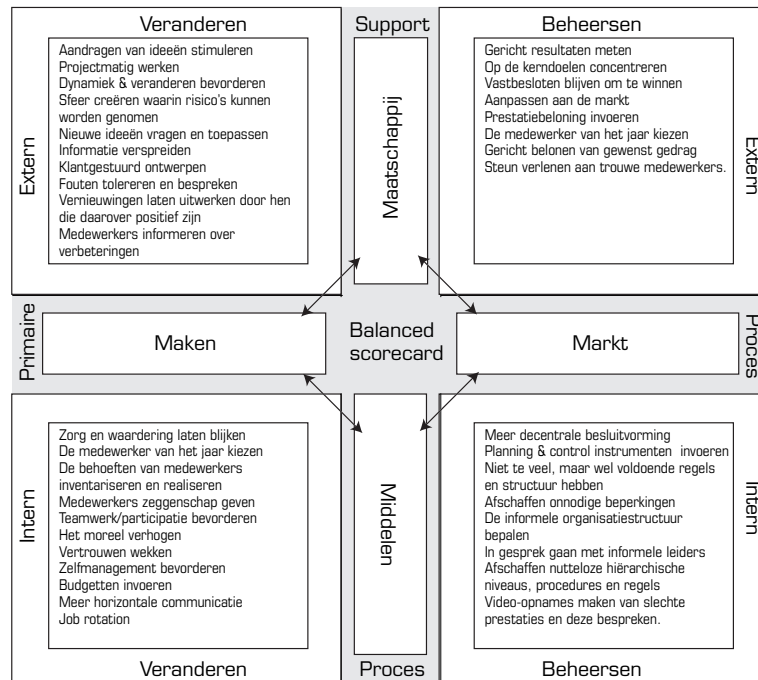 Veranderen
Support
Beheersen
Extern
Aandragen van ideeën stimuleren
Projectmatig werken
Dynamiek & veranderen bevorderen
Sfeer creëren waarin risico's kunnen
worden genomen
Nieuwe ideeën vragen en toepassen
Informatie verspreiden
Klantgestuurd ontwerpen
Fouten tolereren en bespreken
Vernieuwingen laten uitwerken door hen
die daarover positief zijn
Medewerkers informeren over
verbeteringen
Maatschappij
Gericht resultaten meten
Op de kerndoelen concentreren
Vastbesloten blijven om te winnen
Aanpassen aan de markt
Prestatiebeloning invoeren
De medewerker van het jaar kiezen
Gericht belonen van gewenst gedrag
Steun verlenen aan trouwe medewerkers.
Extern
Primaire
Maken
Balanced
scorecard
Markt
Proces
Intern
Zorg en waardering laten blijken
De medewerker van het jaar kiezen
De behoeften van medewerkers
inventariseren en realiseren
Medewerkers zeggenschap geven
Teamwerk/participatie bevorderen
Het moreel verhogen
Vertrouwen wekken
Zelfmanagement bevorderen
Budgetten invoeren
Meer horizontale communicatie
Job rotation
Middelen
Meer decentrale besluitvorming
Planning & control instrumenten invoeren
Niet te veel, maar wel voldoende regels
en structuur hebben
Afschaffen onnodige beperkingen
De informele organisatiestructuur
bepalen
In gesprek gaan met informele leiders
Afschaffen nutteloze hiërarchische
niveaus, procedures en regels
Video-opnames maken van slechte
prestaties en deze bespreken.
Intern
Veranderen
Proces
Beheersen